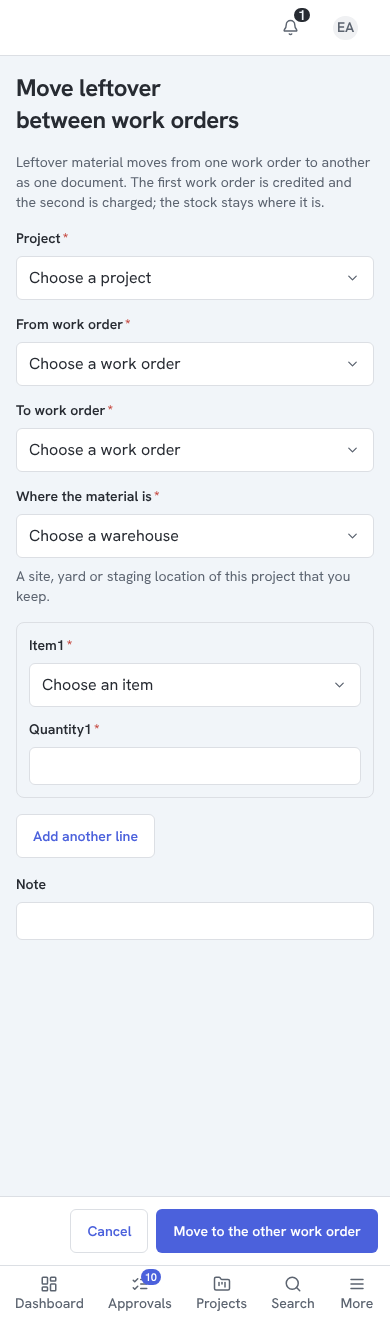 1
EA
Move leftover
between work orders
Leftover material moves from one work order to another
as one document. The first work order is credited and
the second is charged; the stock stays where it is.
Project*
Choose a project
From work order*
Choose a work order
To work order*
Choose a work order
Where the material is*
Choose a warehouse
A site, yard or staging location of this project that you
keep.
Item1*
Choose an item
Quantity1*
Add another line
Note
Cancel
Move to the other work order
10
Dashboard
Approvals
Projects
Search
More